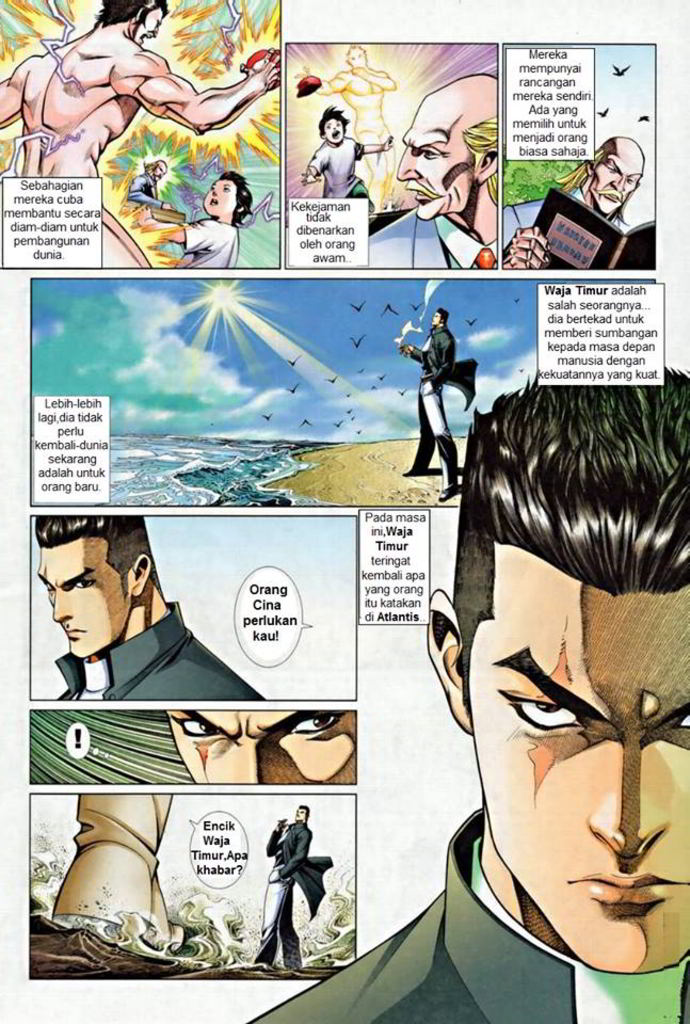 Sebahagian
mereka cuba
membantu secara
diam-diam untuk
pembangunan
dunia.
Kekejaman
tidak
dibenarkan
oleh orang
awam..
Mereka
mempunyai
rancangan
mereka sendiri.
Ada yang
memilih untuk
menjadi orang
biasa sahaja.
Waja Timur adalah
salah seorangnya...
dia bertekad untuk
memberi sumbangan
kepada masa depan
manusia dengan
kekuatannya yang kuat.
Lebih-lebih
lagi,dia tidak
perlu
kembali-dunia
sekarang
adalah untuk
orang baru.
Pada masa
ini,Waja
Timur
teringat
kembali apa
yang orang
itu katakan
di Atlantis..
Orang
Cina
perlukan
kau!
!
Encik
Waja
Timur,Apa
khabar?